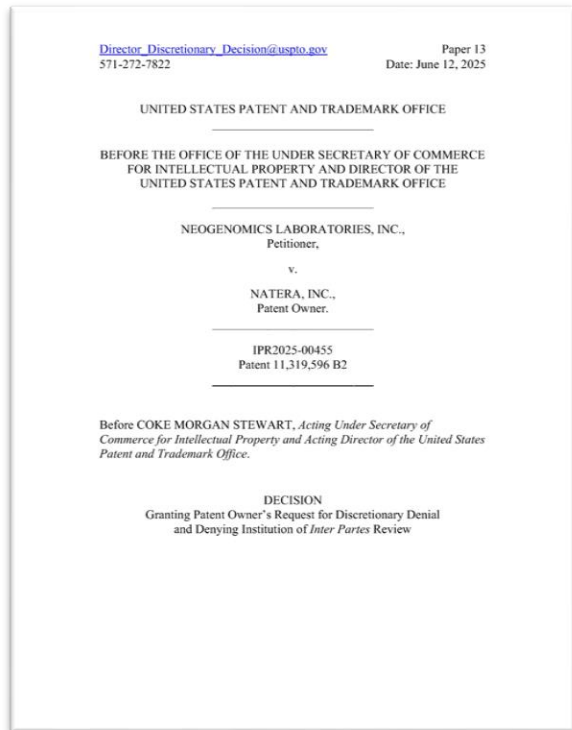 Director_Discretionary_Decision@uspto.gov Paper 13
571-272-7822 Date: June 12, 2025
UNITED STATES PATENT AND TRADEMARK OFFICE
BEFORE THE OFFICE OF THE UNDER SECRETARY OF COMMERCE
FOR INTELLECTUAL PROPERTY AND DIRECTOR OF THE
UNITED STATES PATENT AND TRADEMARK OFFICE
NEOGENOMICS LABORATORIES, INC.,
Petitioner,
v.
NATERA, INC.,
Patent Owner.
IPR2025-00455
Patent 11,319,596 B2
Before COKE MORGAN STEWART, Acting Under Secretary of
Commerce for Intellectual Property and Acting Director of the United States
Patent and Trademark Office.
DECISION
Granting Patent Owner's Request for Discretionary Denial
and Denying Institution of Inter Partes Review